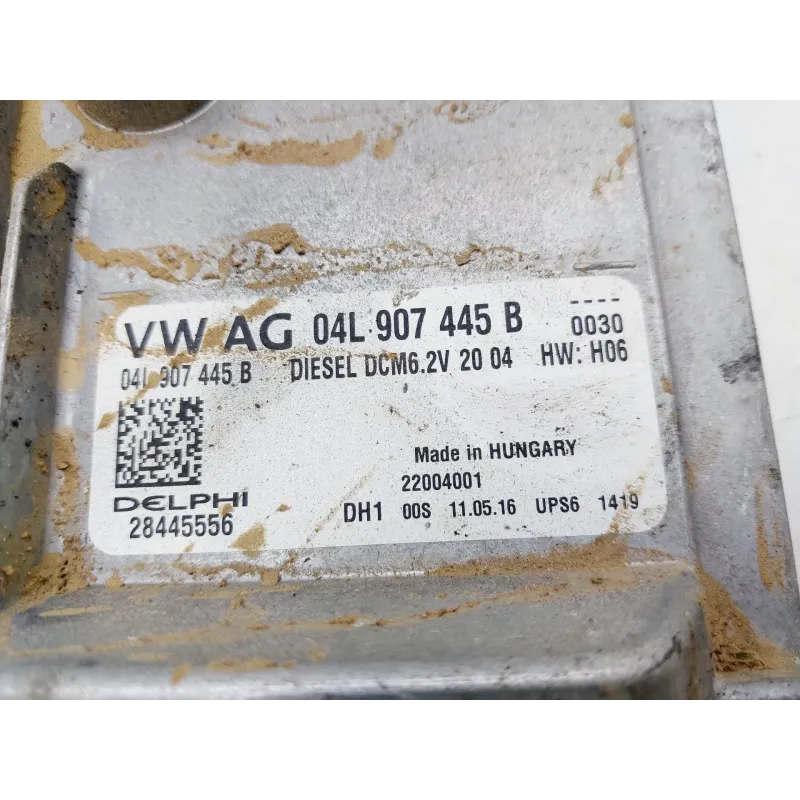 VW AG 04L 907 445 B ----
0030
04L 907 445 B DIESEL DCM6.2V 20 04 HW: H06
Made in HUNGARY
22004001
DELPHI
28445556
DH1 00S 11.05.16 UPS6 1419